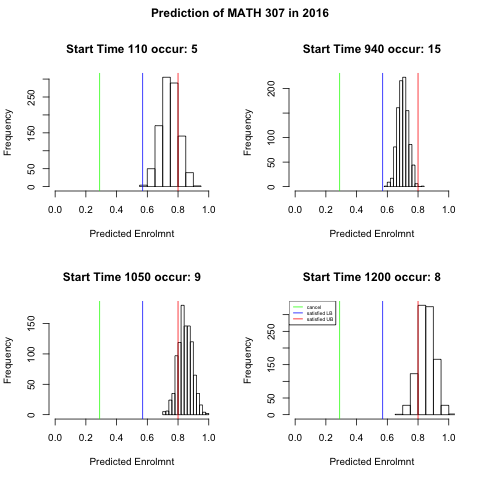 Prediction of MATH 307 in 2016
Start Time 110 occur: 5
Frequency
0 50 150 250
0.0 0.2 0.4 0.6 0.8 1.0
Predicted Enrolmnt
Start Time 940 occur: 15
Frequency
0 50 100 200
0.0 0.2 0.4 0.6 0.8 1.0
Predicted Enrolmnt
Start Time 1050 occur: 9
Frequency
0 50 100 150
0.0 0.2 0.4 0.6 0.8 1.0
Predicted Enrolmnt
Start Time 1200 occur: 8
cancel
satisfied LB
satisfied UB
Frequency
0 50 150 250
0.0 0.2 0.4 0.6 0.8 1.0
Predicted Enrolmnt